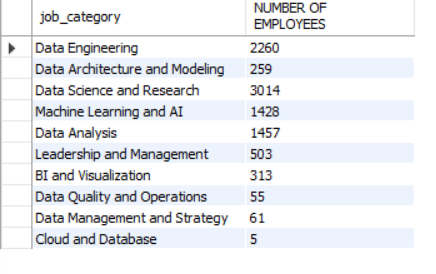 job_category NUMBER OF EMPLOYEES
Data Engineering 2260
Data Architecture and Modeling 259
Data Science and Research 3014
Machine Learning and AI 1428
Data Analysis 1457
Leadership and Management 503
BI and Visualization 313
Data Quality and Operations 55
Data Management and Strategy 61
Cloud and Database 5